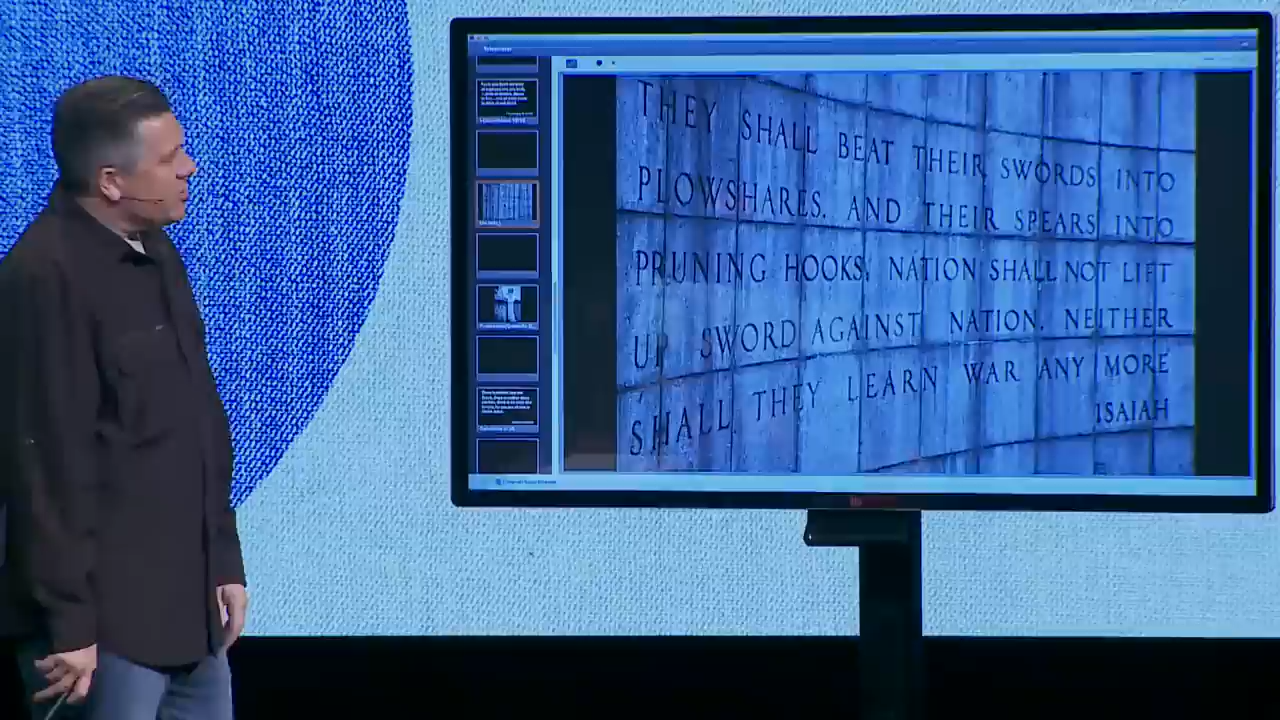 THEY SHALL BEAT THEIR SWORDS INTO
PLOWSHARES, AND THEIR SPEARS INTO
PRUNING HOOKS; NATION SHALL NOT LIFT
UP SWORD AGAINST NATION. NEITHER
SHALL THEY LEARN WAR ANY MORE
ISAIAH